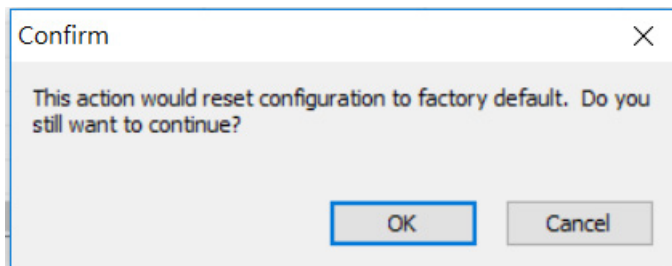 Confirm
This action would reset configuration to factory default.  Do you
still want to continue?
OK
Cancel